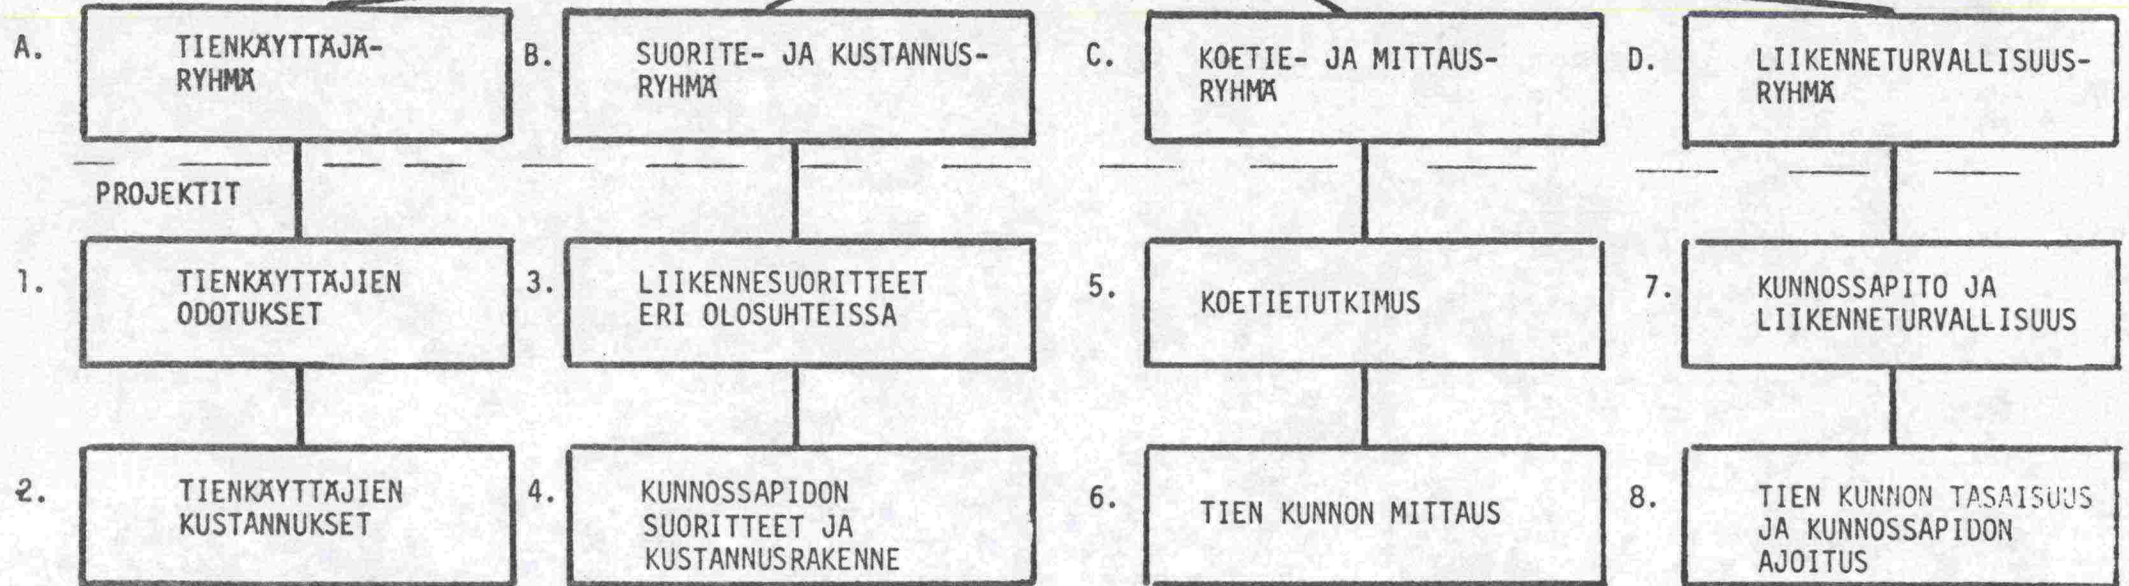 A.
TIENKÄYTTÄJÄ-
RYHMÄ
B.
SUORITE- JA KUSTANNUS-
RYHMÄ
C.
KOETIE- JA MITTAUS-
RYHMÄ
D.
LIIKENNETURVALLISUUS-
RYHMÄ
PROJEKTIT
1.
TIENKÄYTTÄJIEN
ODOTUKSET
3.
LIIKENNESUORITTEET
ERI OLOSUHTEISSA
5.
KOETIETUTKIMUS
7.
KUNNOSSAPITO JA
LIIKENNETURVALLISUUS
2.
TIENKÄYTTÄJIEN
KUSTANNUKSET
4.
KUNNOSSAPIDON
SUORITTEET JA
KUSTANNUSRAKENNE
6.
TIEN KUNNON MITTAUS
8.
TIEN KUNNON TASAISUUS
JA KUNNOSSAPIDON
AJOITUS